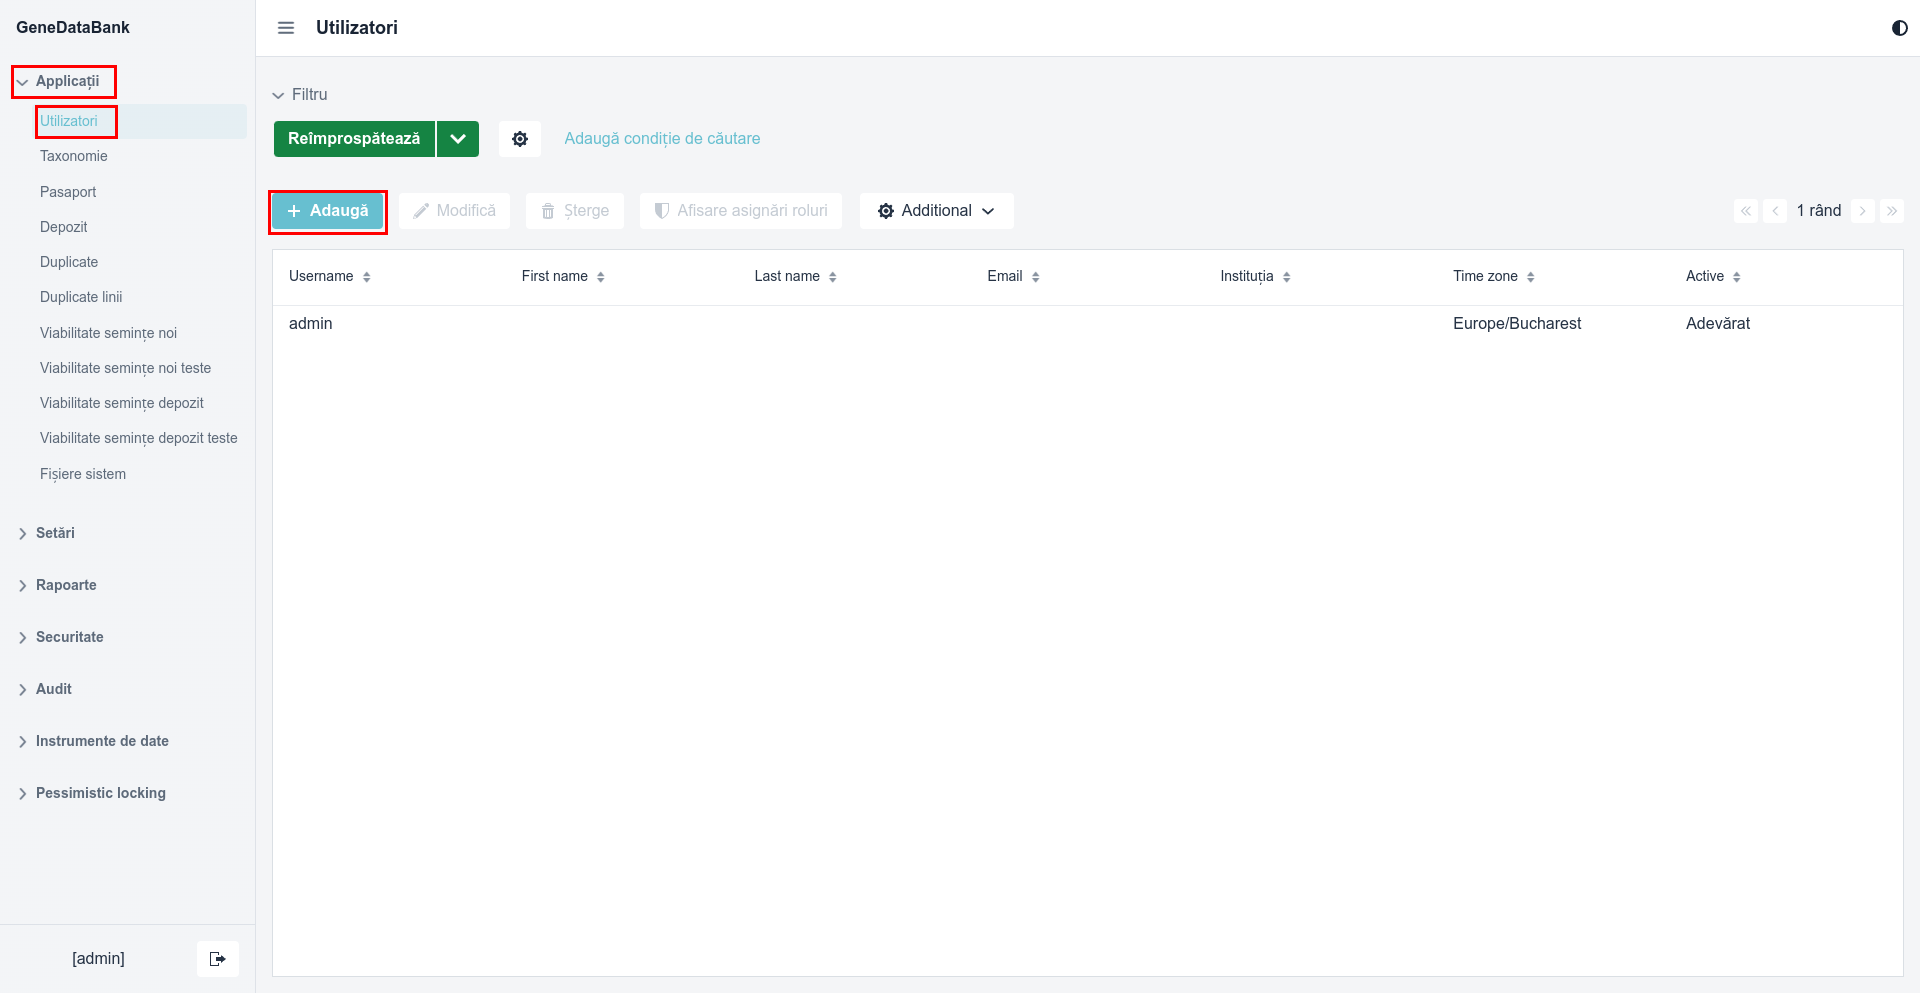 GeneDataBank
Applicații
Utilizatori
Taxonomie
Pasaport
Depozit
Duplicate
Duplicate linii
Viabilitate semințe noi
Viabilitate semințe noi teste
Viabilitate semințe depozit
Viabilitate semințe depozit teste
Fișiere sistem
Setări
Rapoarte
Securitate
Audit
Instrumente de date
Pessimistic locking
[admin]
Utilizatori
Filtru
Reîmprospătează
Adaugă condiție de căutare
Adaugă Modifică Șterge Afisare asignări roluri Additional 1 rând
Username First name Last name Email Instituția Time zone Active
admin Europe/Bucharest Adevărat